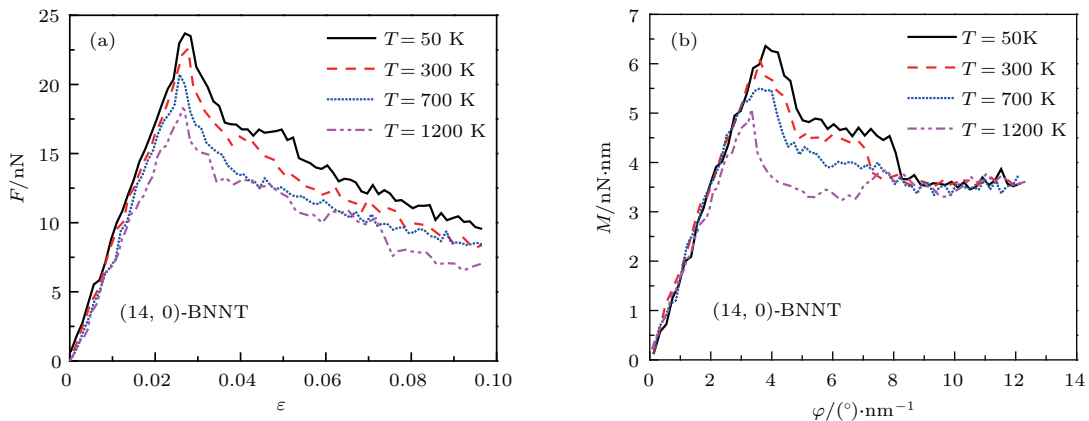 25
20
15
10
5
0
F/nN
(a)
T = 50 K
T = 300 K
T = 700 K
T = 1200 K
(14, 0)-BNNT
0
0.02
0.04
0.06
0.08
0.10
ε
7
6
5
4
3
2
1
0
M/nN·nm
(b)
T = 50K
T = 300 K
T = 700 K
T = 1200 K
(14, 0)-BNNT
0
2
4
6
8
10
12
14
φ/(°)·nm⁻¹